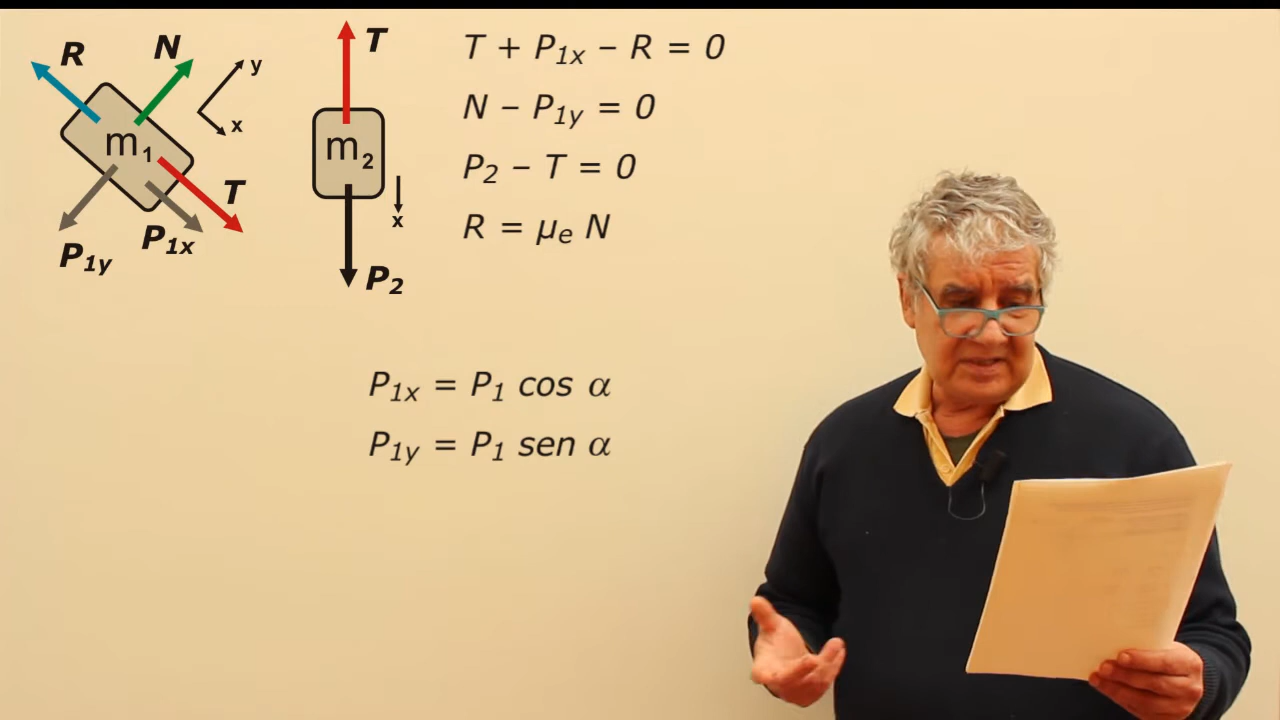 R
N
y
x
m₁
T
P₁y
P₁x
T
m₂
x
P₂
T + P₁x – R = 0
N – P₁y = 0
P₂ – T = 0
R = μₑ N
P₁x = P₁ cos α
P₁y = P₁ sen α